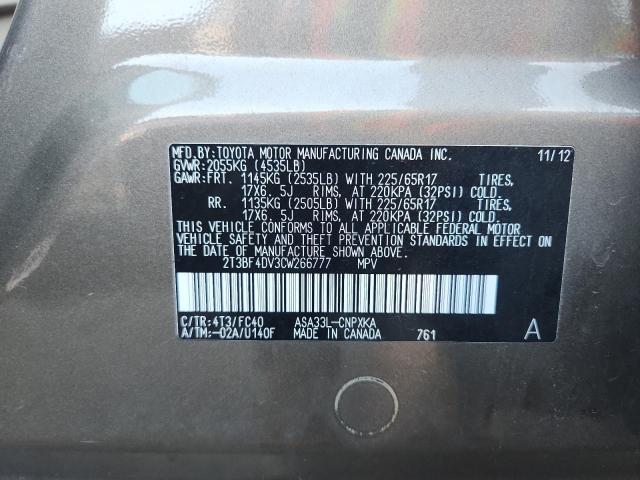 MFD.BY:TOYOTA MOTOR MANUFACTURING CANADA INC. 11/12
GVWR:2055KG (4535LB)
GAWR:FRT. 1145KG (2535LB) WITH 225/65R17 TIRES,
17X6. 5J RIMS, AT 220KPA (32PSI) COLD.
RR. 1135KG (2505LB) WITH 225/65R17 TIRES,
17X6. 5J RIMS, AT 220KPA (32PSI) COLD.
THIS VEHICLE CONFORMS TO ALL APPLICABLE FEDERAL MOTOR
VEHICLE SAFETY AND THEFT PREVENTION STANDARDS IN EFFECT ON
THE DATE OF MANUFACTURE SHOWN ABOVE.
2T3BF4DV3CW266777 MPV
C/TR:4T3/FC40 ASA33L-CNPXKA
A/TM:-02A/U140F MADE IN CANADA 761 A